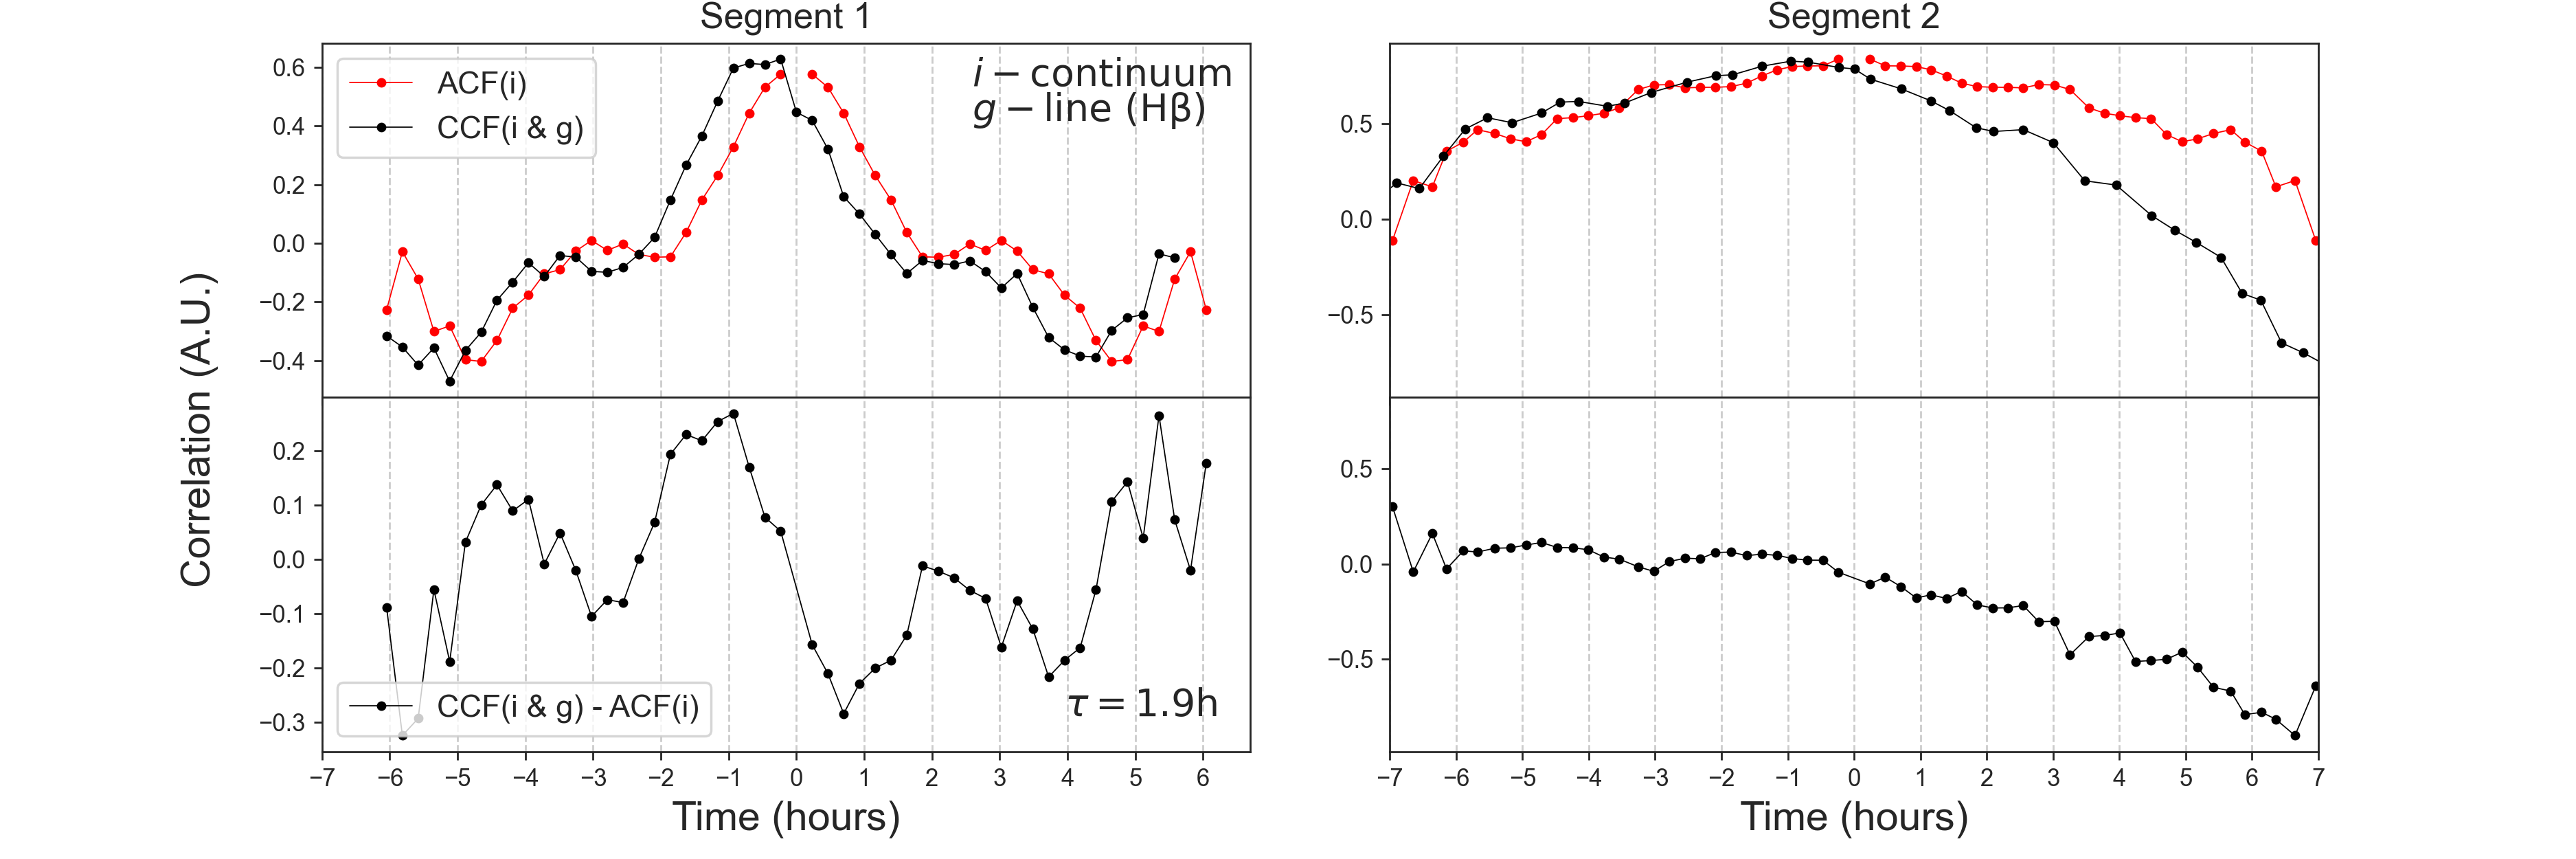 Segment 1
Segment 2
ACF(i)
CCF(i & g)
i − continuum
g − line (Hβ)
0.6
0.4
0.2
0.0
−0.2
−0.4
0.5
0.0
−0.5
Correlation (A.U.)
0.2
0.1
0.0
−0.1
−0.2
−0.3
CCF(i & g) - ACF(i)
τ = 1.9h
0.5
0.0
−0.5
−7 −6 −5 −4 −3 −2 −1 0 1 2 3 4 5 6
−7 −6 −5 −4 −3 −2 −1 0 1 2 3 4 5 6 7
Time (hours)
Time (hours)